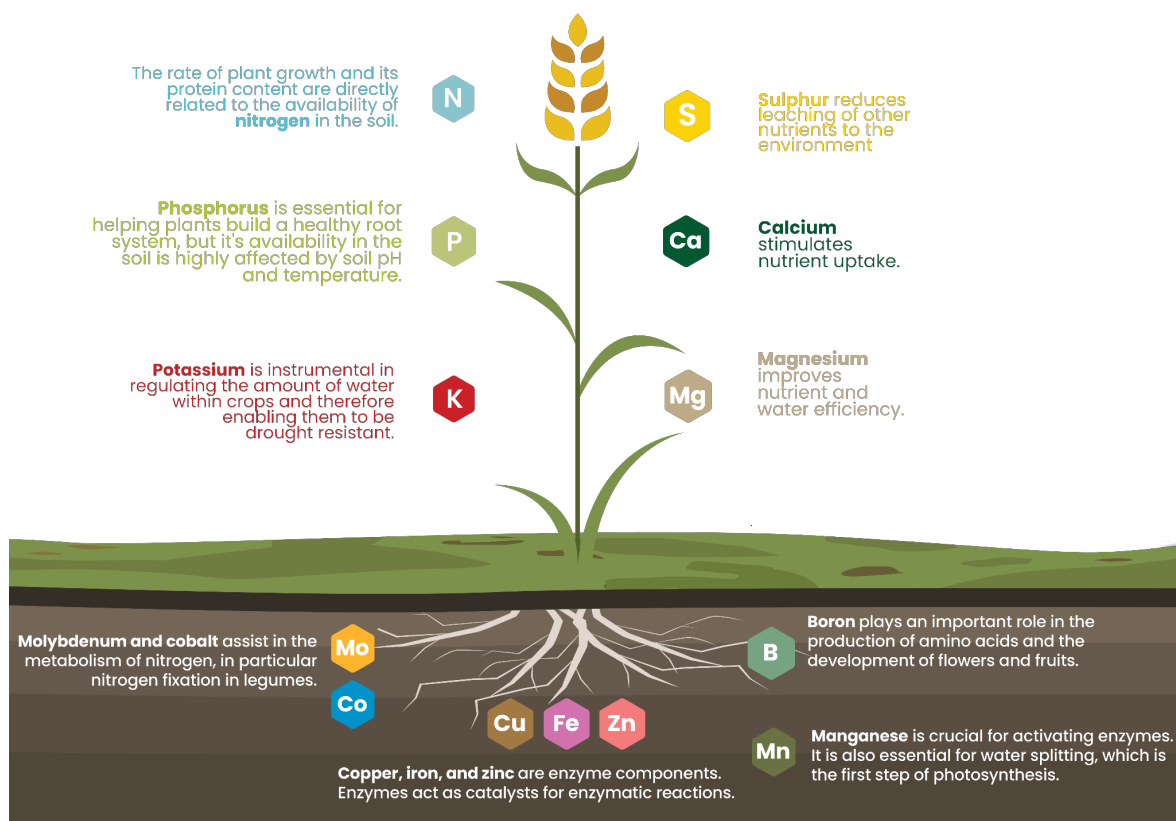 The rate of plant growth and its
protein content are directly
related to the availability of
nitrogen in the soil.
N
S
Sulphur reduces
leaching of other
nutrients to the
environment
Phosphorus is essential for
helping plants build a healthy root
system, but it's availability in the
soil is highly affected by soil pH
and temperature.
P
Ca
Calcium
stimulates
nutrient uptake.
Potassium is instrumental in
regulating the amount of water
within crops and therefore
enabling them to be
drought resistant.
K
Mg
Magnesium
improves
nutrient and
water efficiency.
Molybdenum and cobalt assist in the
metabolism of nitrogen, in particular
nitrogen fixation in legumes.
Mo
Co
Cu
Fe
Zn
Copper, iron, and zinc are enzyme components.
Enzymes act as catalysts for enzymatic reactions.
B
Boron plays an important role in the
production of amino acids and the
development of flowers and fruits.
Mn
Manganese is crucial for activating enzymes.
It is also essential for water splitting, which is
the first step of photosynthesis.